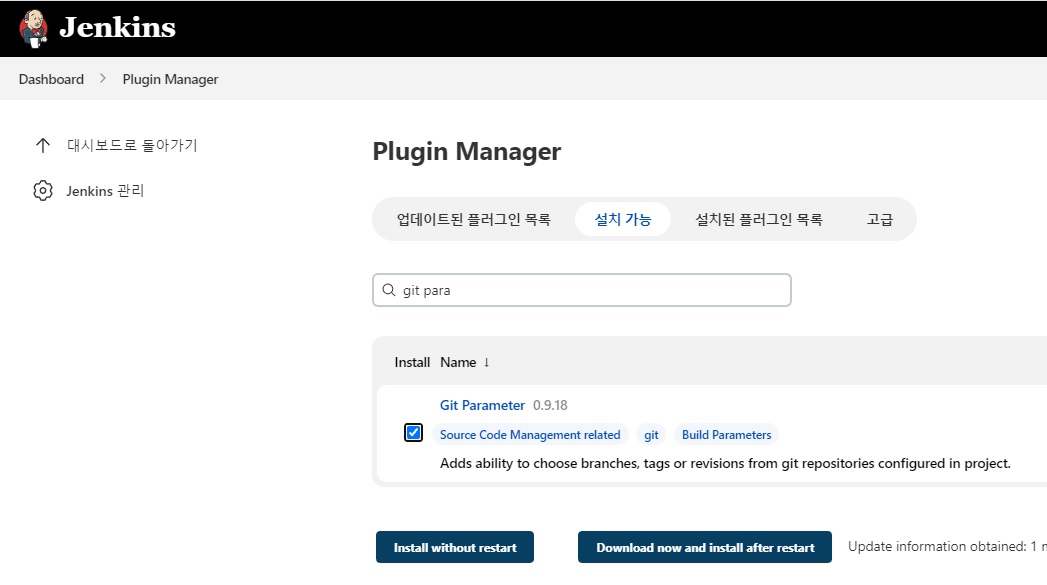 Jenkins
Dashboard > Plugin Manager
대시보드로 돌아가기
Jenkins 관리
Plugin Manager
업데이트된 플러그인 목록 설치 가능 설치된 플러그인 목록 고급
git para
Install Name ↓
Git Parameter 0.9.18
Source Code Management related git Build Parameters
Adds ability to choose branches, tags or revisions from git repositories configured in project.
Install without restart Download now and install after restart Update information obtained: 1